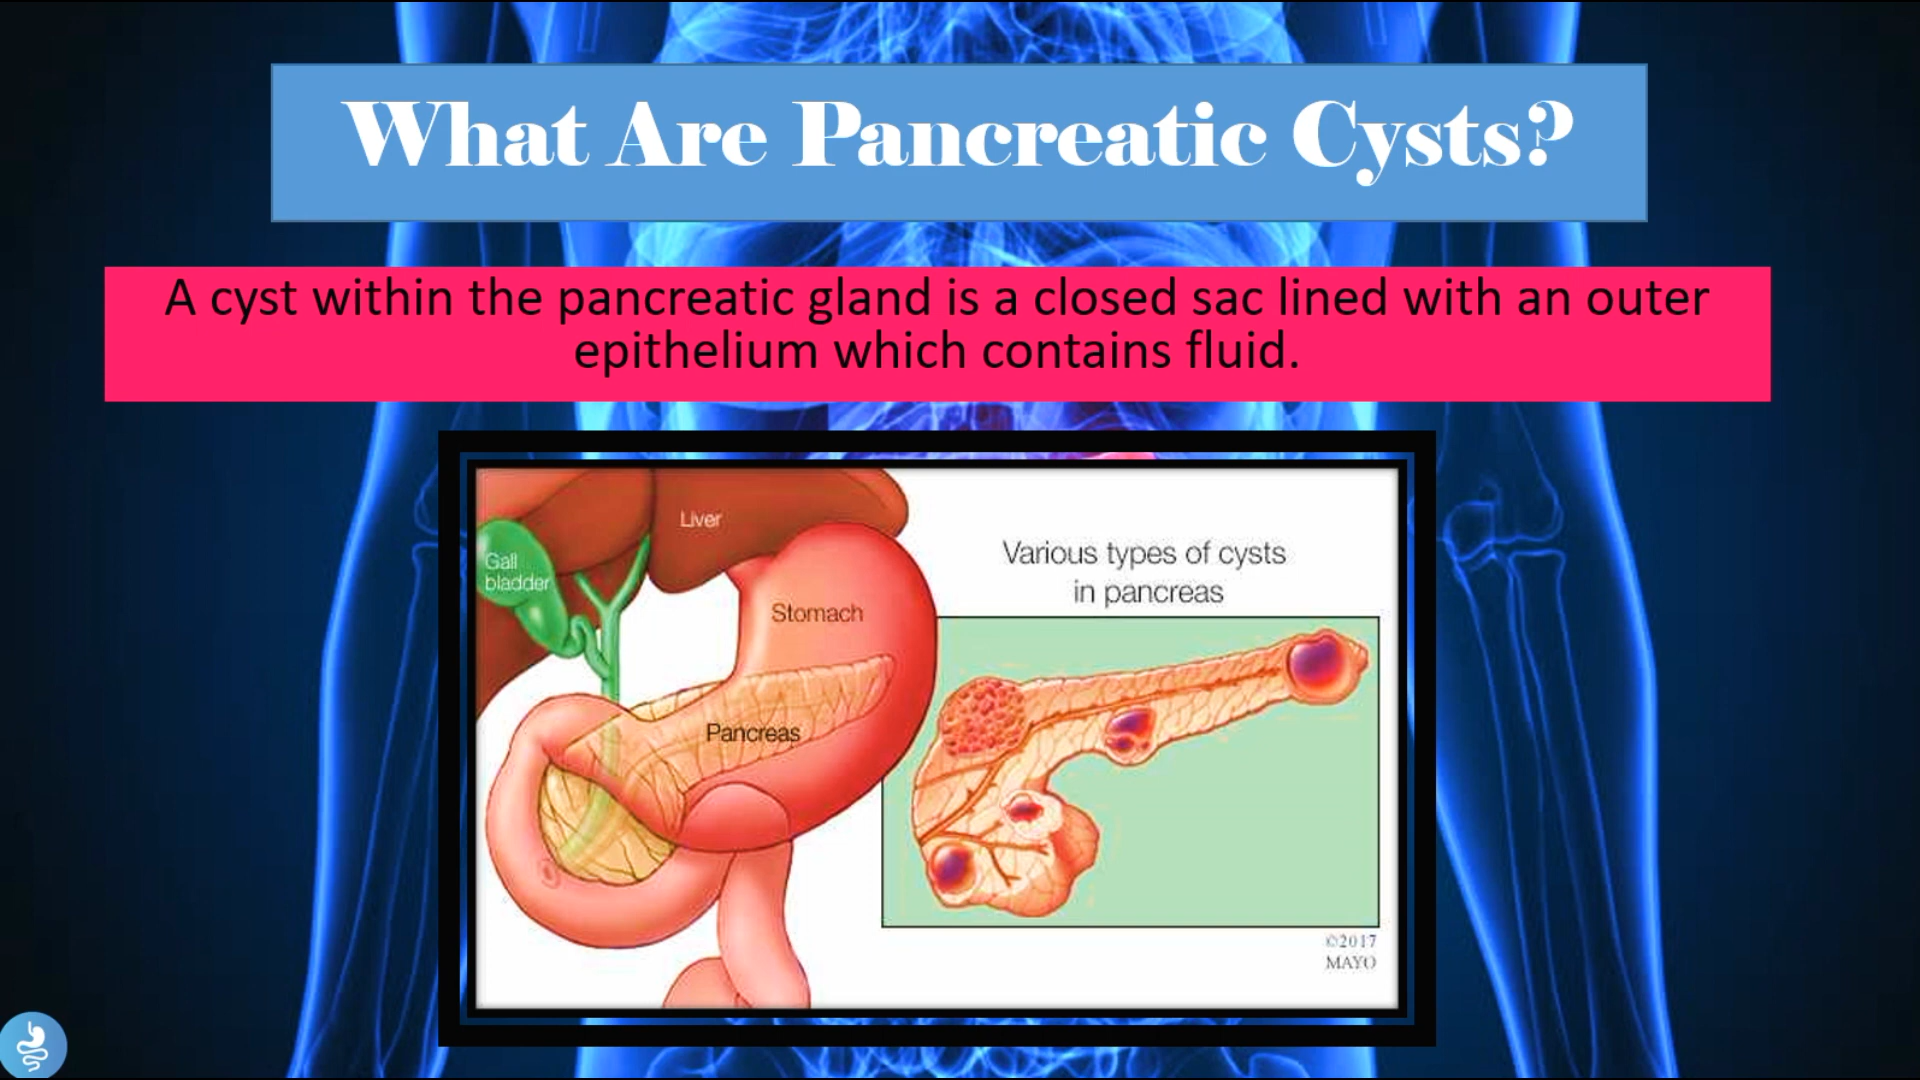 What Are Pancreatic Cysts?
A cyst within the pancreatic gland is a closed sac lined with an outer
epithelium which contains fluid.
Liver
Gall
bladder
Stomach
Pancreas
Various types of cysts
in pancreas
©2017
MAYO